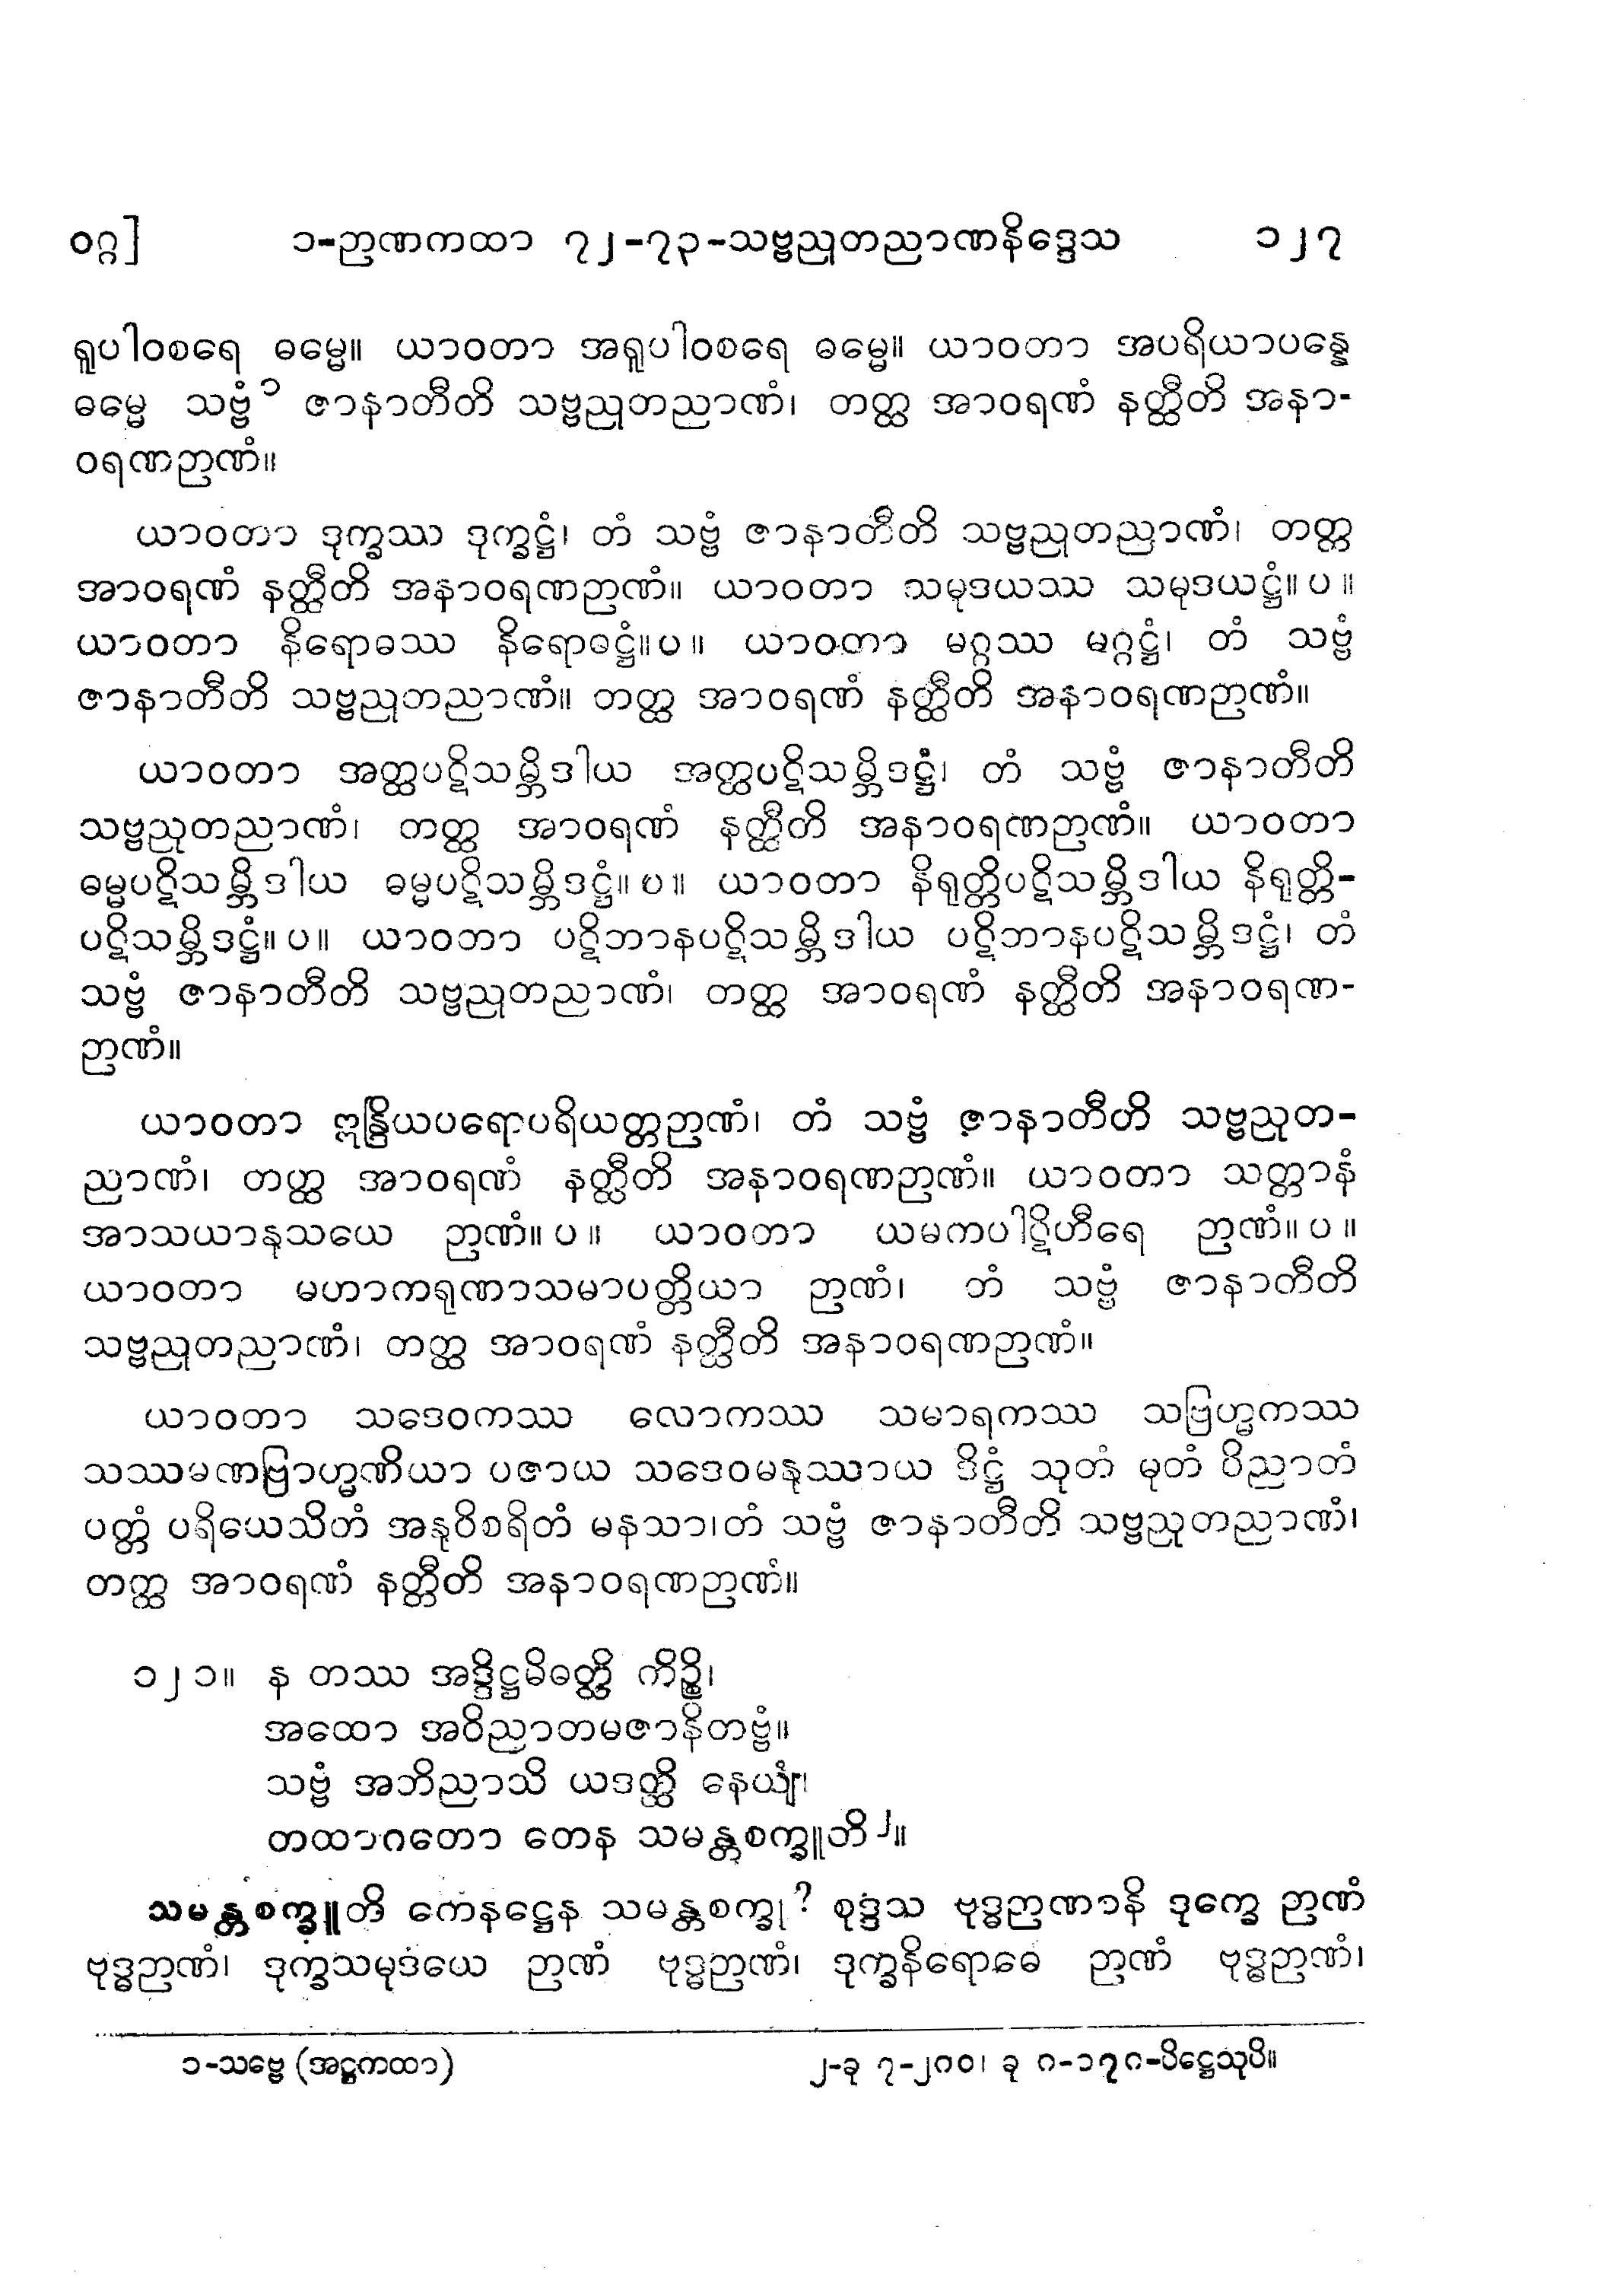 ဝဂ္ဂ]	၁-ဉာဏကထာ ၇၂-၇၃-သဗ္ဗညုတညာဏနိဒ္ဒေသ	၁၂၇
ရူပါဝစရေ ဓမ္မေ။ ယာဝတာ အရူပါဝစရေ ဓမ္မေ။ ယာဝတာ အပရိယာပန္နေ
ဓမ္မေ သဗ္ဗံ ၁ ဇာနာတီတိ သဗ္ဗညုတညာဏံ၊ တတ္ထ အာဝရဏံ နတ္ထီတိ အနာ-
ဝရဏဉာဏံ။
ယာဝတာ ဒုက္ခဿ ဒုက္ခဋ္ဌံ၊ တံ သဗ္ဗံ ဇာနာတီတိ သဗ္ဗညုတညာဏံ၊ တတ္ထ
အာဝရဏံ နတ္ထီတိ အနာဝရဏဉာဏံ။ ယာဝတာ သမုဒယဿ သမုဒယဋ္ဌံ။ ပ ။
ယာဝတာ နိရောဓဿ နိရောဓဋ္ဌံ။ ပ ။ ယာဝတာ မဂ္ဂဿ မဂ္ဂဋ္ဌံ၊ တံ သဗ္ဗံ
ဇာနာတီတိ သဗ္ဗညုတညာဏံ။ တတ္ထ အာဝရဏံ နတ္ထီတိ အနာဝရဏဉာဏံ။
ယာဝတာ အတ္ထပဋိသမ္ဘိဒါယ အတ္ထပဋိသမ္ဘိဒဋ္ဌံ၊ တံ သဗ္ဗံ ဇာနာတီတိ
သဗ္ဗညုတညာဏံ၊ တတ္ထ အာဝရဏံ နတ္ထီတိ အနာဝရဏဉာဏံ။ ယာဝတာ
ဓမ္မပဋိသမ္ဘိဒါယ ဓမ္မပဋိသမ္ဘိဒဋ္ဌံ။ ပ ။ ယာဝတာ နိရုတ္တိပဋိသမ္ဘိဒါယ နိရုတ္တိ-
ပဋိသမ္ဘိဒဋ္ဌံ။ ပ ။ ယာဝတာ ပဋိဘာနပဋိသမ္ဘိဒါယ ပဋိဘာနပဋိသမ္ဘိဒဋ္ဌံ၊ တံ
သဗ္ဗံ ဇာနာတီတိ သဗ္ဗညုတညာဏံ၊ တတ္ထ အာဝရဏံ နတ္ထီတိ အနာဝရဏ-
ဉာဏံ။
ယာဝတာ ဣန္ဒြိယပရောပရိယတ္တဉာဏံ၊ တံ သဗ္ဗံ ဇာနာတီတိ သဗ္ဗညုတ-
ညာဏံ၊ တတ္ထ အာဝရဏံ နတ္ထီတိ အနာဝရဏဉာဏံ။ ယာဝတာ သတ္တာနံ
အာသယာနုသယေ ဉာဏံ။ ပ ။ ယာဝတာ ယမကပါဋိဟီရေ ဉာဏံ။ ပ ။
ယာဝတာ မဟာကရုဏာသမာပတ္တိယာ ဉာဏံ၊ တံ သဗ္ဗံ ဇာနာတီတိ
သဗ္ဗညုတညာဏံ၊ တတ္ထ အာဝရဏံ နတ္ထီတိ အနာဝရဏဉာဏံ။
ယာဝတာ သဒေဝကဿ လောကဿ သမာရကဿ သဗြဟ္မကဿ
သဿမဏဗြာဟ္မဏိယာ ပဇာယ သဒေဝမနုဿာယ ဒိဋ္ဌံ သုတံ မုတံ ဝိညာတံ
ပတ္တံ ပရိယေသိတံ အနုဝိစရိတံ မနသာ၊ တံ သဗ္ဗံ ဇာနာတီတိ သဗ္ဗညုတညာဏံ၊
တတ္ထ အာဝရဏံ နတ္ထီတိ အနာဝရဏဉာဏံ။
၁၂၁။ န တဿ အဒ္ဒိဋ္ဌမိဓတ္ထိ ကိဉ္စိ၊
အထော အဝိညာတမဇာနိတဗ္ဗံ။
သဗ္ဗံ အဘိညာသိ ယဒတ္ထိ နေယျံ၊
တထာဂတော တေန သမန္တစက္ခူတိ ၂။
သမန္တစက္ခူတိ ကေနဋ္ဌေန သမန္တစက္ခု? စုဒ္ဒသ ဗုဒ္ဓဉာဏာနိ ဒုက္ခေ ဉာဏံ
ဗုဒ္ဓဉာဏံ၊ ဒုက္ခသမုဒယေ ဉာဏံ ဗုဒ္ဓဉာဏံ၊ ဒုက္ခနိရောဓေ ဉာဏံ ဗုဒ္ဓဉာဏံ၊
၁-သဗ္ဗေ (အဋ္ဌကထာ)	၂-ခု ၇-၂၈၀၊ ခု ၈-၁၇၈-ပိဋ္ဌေသုပိ။